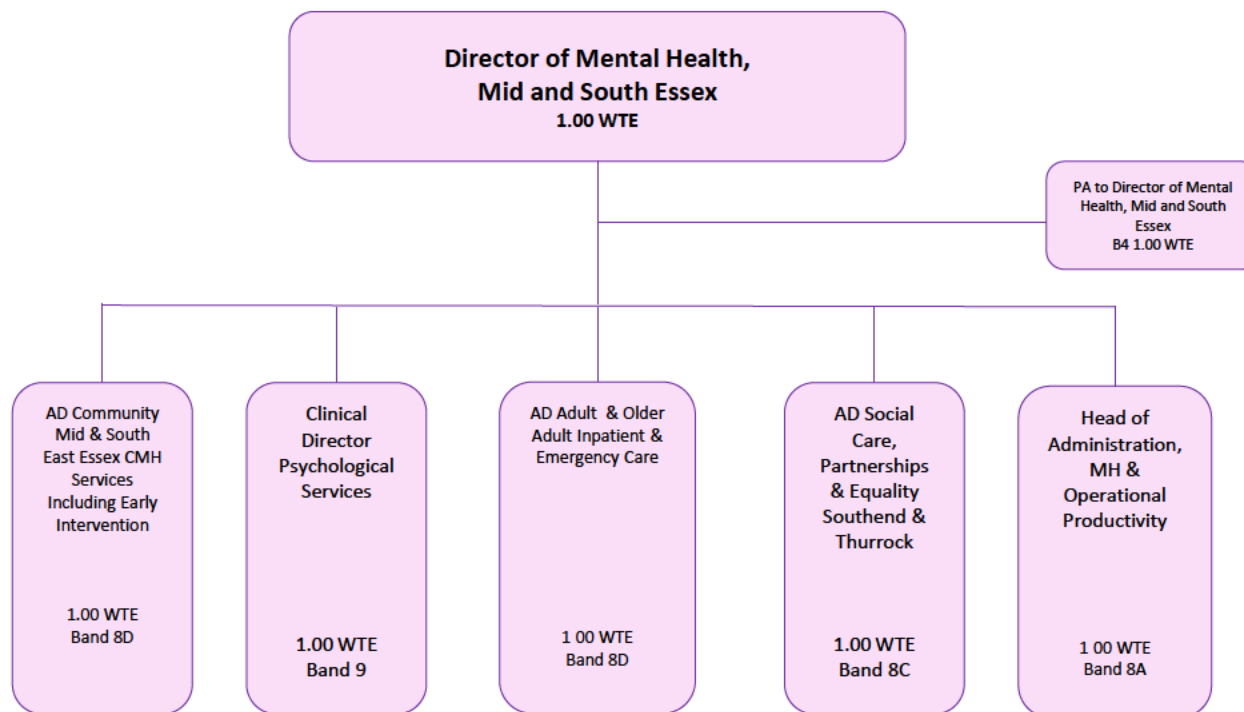 Director of Mental Health,
Mid and South Essex
1.00 WTE
PA to Director of Mental
Health, Mid and South
Essex
B4 1.00 WTE
AD Community
Mid & South
East Essex CMH
Services
Including Early
Intervention
1.00 WTE
Band 8D
Clinical
Director
Psychological
Services
1.00 WTE
Band 9
AD Adult & Older
Adult Inpatient &
Emergency Care
1 00 WTE
Band 8D
AD Social
Care,
Partnerships
& Equality
Southend &
Thurrock
1.00 WTE
Band 8C
Head of
Administration,
MH &
Operational
Productivity
1 00 WTE
Band 8A